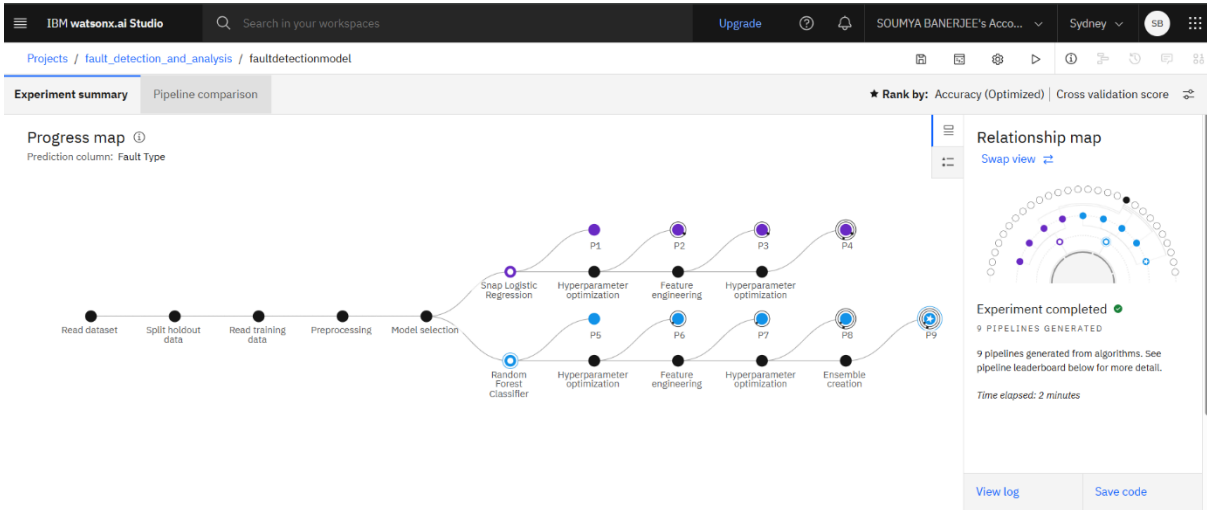 IBM watsonx.ai Studio
Search in your workspaces
Upgrade
SOUMYA BANERJEE's Acco...
Sydney
SB
Projects / fault_detection_and_analysis / faultdetectionmodel
Experiment summary
Pipeline comparison
Rank by: Accuracy (Optimized) | Cross validation score
Progress map
Prediction column: Fault Type
Relationship map
Swap view
P1
P2
P3
P4
Snap Logistic
Regression
Hyperparameter
optimization
Feature
engineering
Hyperparameter
optimization
Read dataset
Split holdout
data
Read training
data
Preprocessing
Model selection
P5
P6
P7
P8
P9
Random
Forest
Classifier
Hyperparameter
optimization
Feature
engineering
Hyperparameter
optimization
Ensemble
creation
Experiment completed
9 PIPELINES GENERATED
9 pipelines generated from algorithms. See
pipeline leaderboard below for more detail.
Time elapsed: 2 minutes
View log
Save code